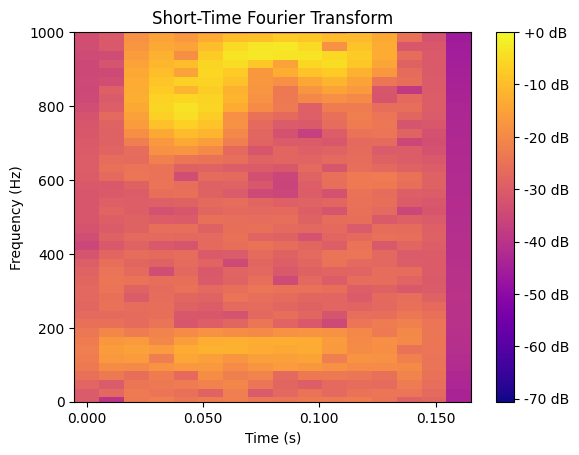 Short-Time Fourier Transform
1000
800
600
400
200
0
Frequency (Hz)
0.000
0.050
0.100
0.150
Time (s)
+0 dB
-10 dB
-20 dB
-30 dB
-40 dB
-50 dB
-60 dB
-70 dB